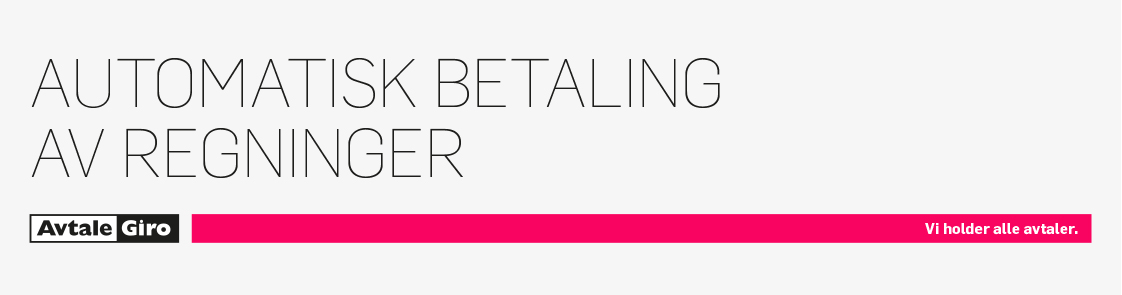 AUTOMATISK BETALING
AV REGNINGER
Avtale Giro
Vi holder alle avtaler.